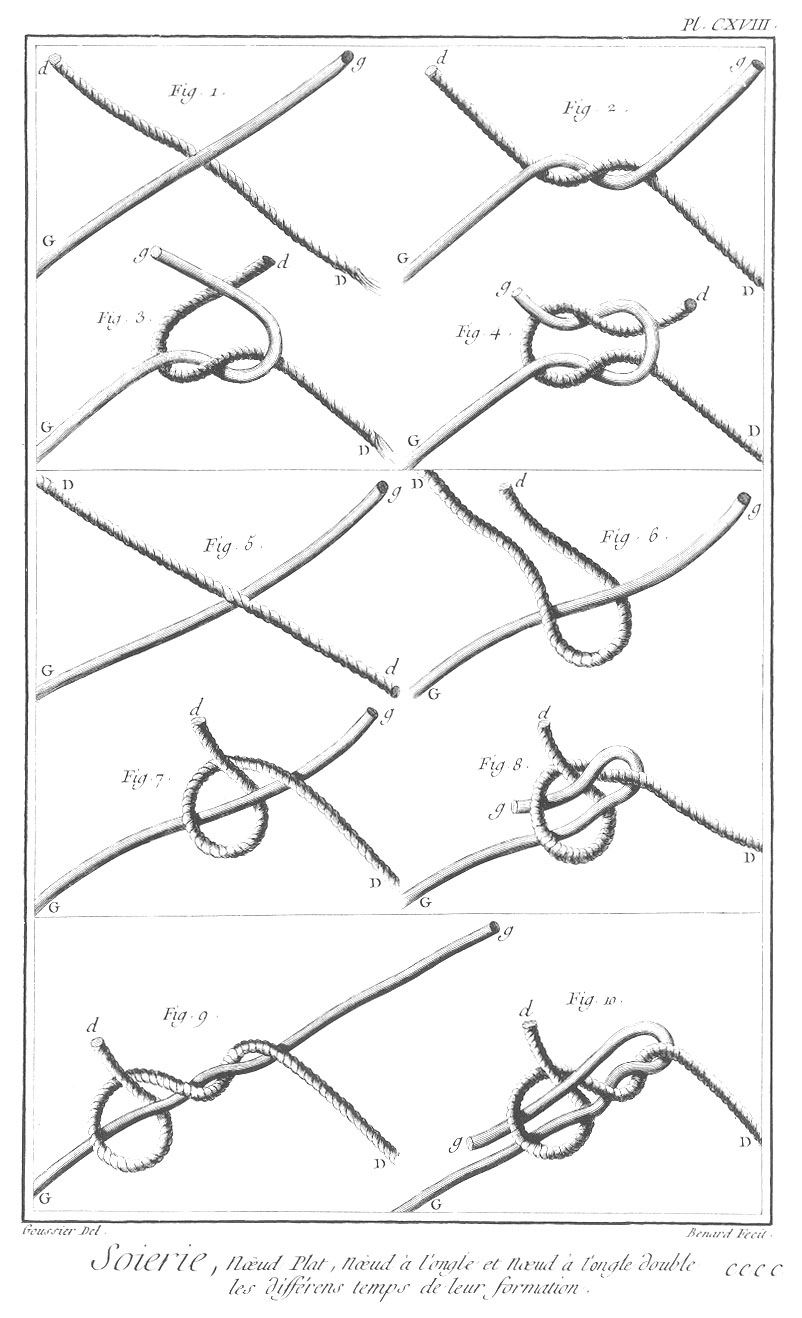 Pl. CXVIII.
d
g
Fig. 1.
G
D
d
g
Fig. 2
G
D
g
d
Fig. 3.
G
D
g
d
Fig. 4
G
D
D
g
Fig. 5.
G
d
D
d
g
Fig. 6
G
d
g
Fig. 7.
D
G
d
Fig. 8.
g
D
G
g
Fig. 9
d
D
G
Fig. 10.
d
g
D
G
Goussier Del.
Benard Fecit.
Soierie, Nœud Plat, Nœud à l'ongle et Nœud à l'ongle double
cccc
les différens temps de leur formation.